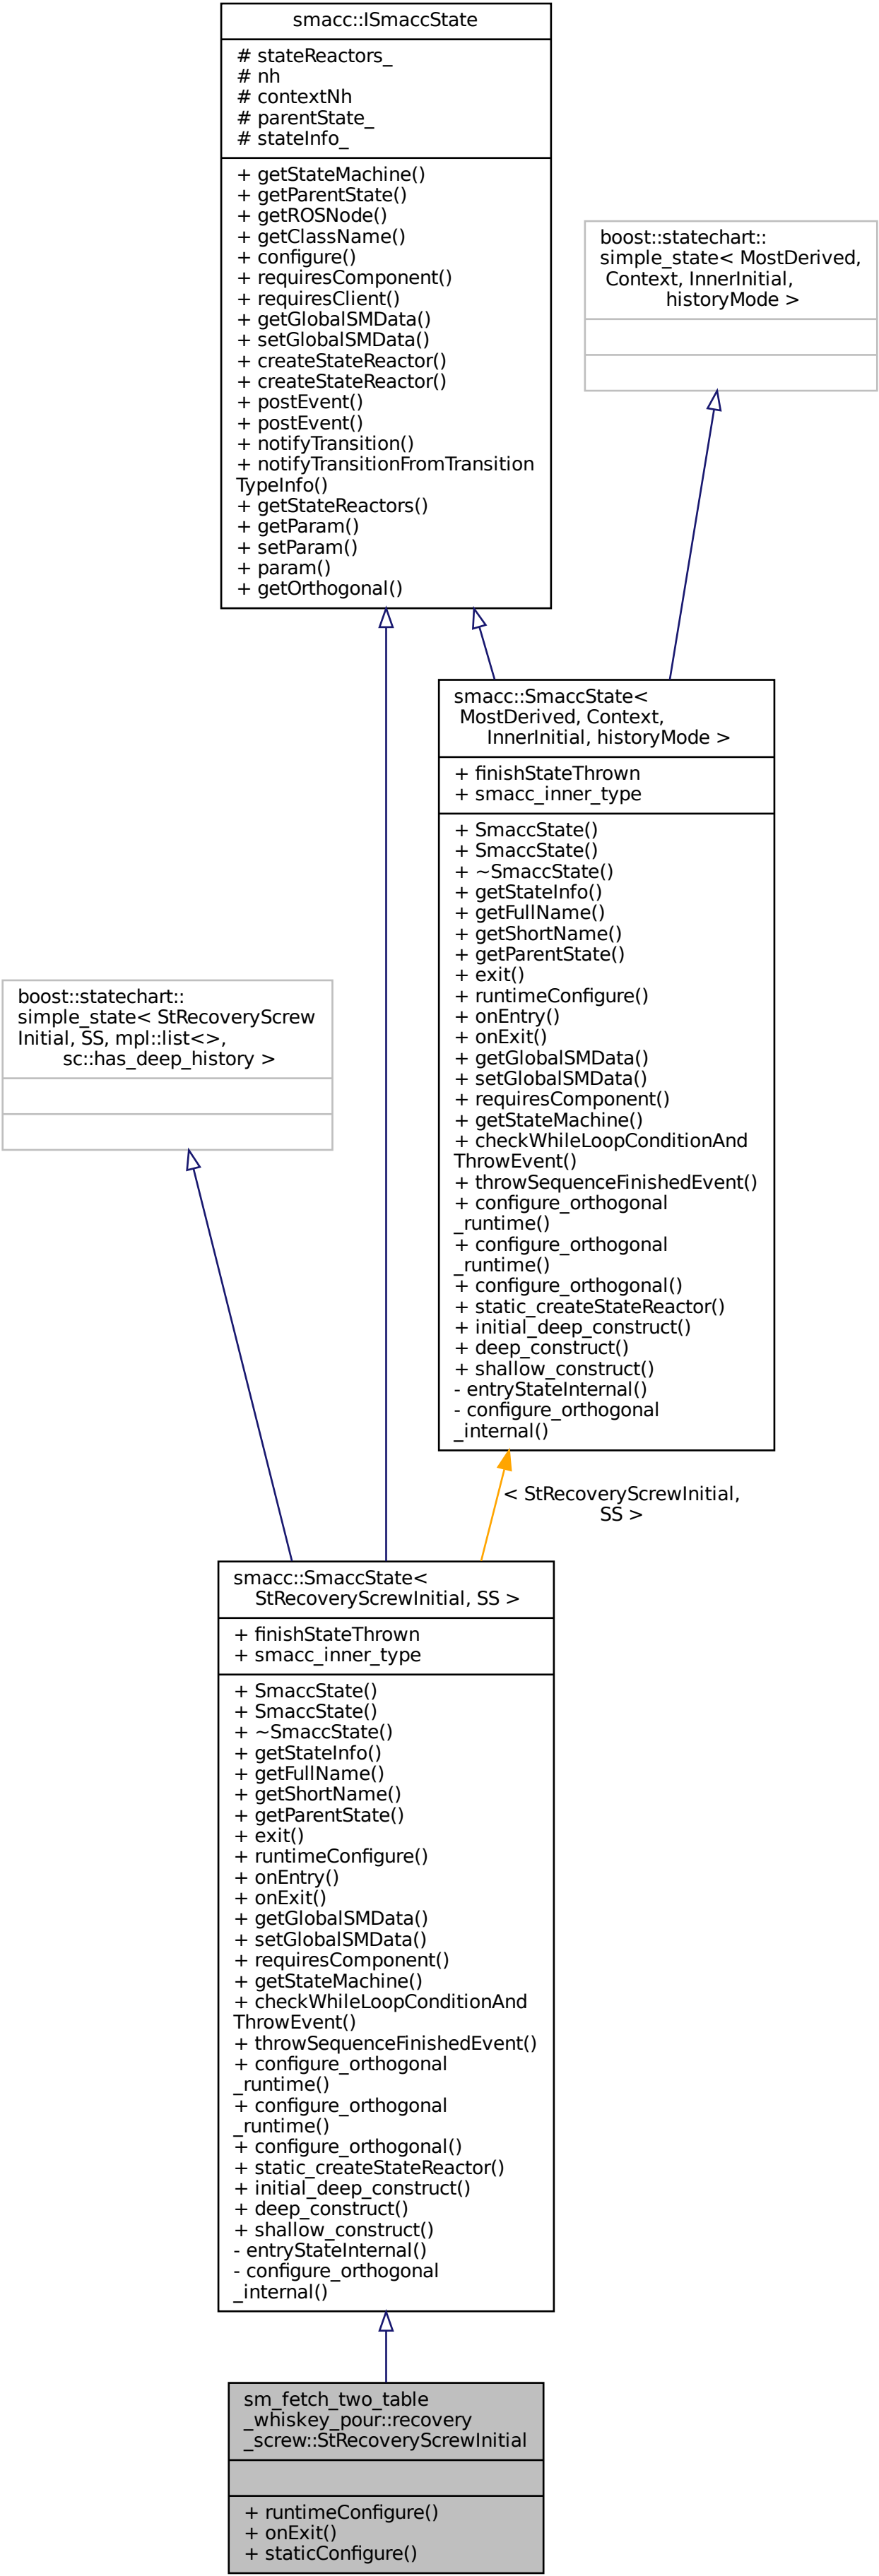 smacc::ISmaccState
# stateReactors_
# nh
# contextNh
# parentState_
# stateInfo_
+ getStateMachine()
+ getParentState()
+ getROSNode()
+ getClassName()
+ configure()
+ requiresComponent()
+ requiresClient()
+ getGlobalSMData()
+ setGlobalSMData()
+ createStateReactor()
+ createStateReactor()
+ postEvent()
+ postEvent()
+ notifyTransition()
+ notifyTransitionFromTransition
TypeInfo()
+ getStateReactors()
+ getParam()
+ setParam()
+ param()
+ getOrthogonal()
boost::statechart::
simple_state< MostDerived,
Context, InnerInitial,
historyMode >
smacc::SmaccState<
MostDerived, Context,
InnerInitial, historyMode >
+ finishStateThrown
+ smacc_inner_type
+ SmaccState()
+ SmaccState()
+ ~SmaccState()
+ getStateInfo()
+ getFullName()
+ getShortName()
+ getParentState()
+ exit()
+ runtimeConfigure()
+ onEntry()
+ onExit()
+ getGlobalSMData()
+ setGlobalSMData()
+ requiresComponent()
+ getStateMachine()
+ checkWhileLoopConditionAnd
ThrowEvent()
+ throwSequenceFinishedEvent()
+ configure_orthogonal
_runtime()
+ configure_orthogonal
_runtime()
+ configure_orthogonal()
+ static_createStateReactor()
+ initial_deep_construct()
+ deep_construct()
+ shallow_construct()
- entryStateInternal()
- configure_orthogonal
_internal()
boost::statechart::
simple_state< StRecoveryScrew
Initial, SS, mpl::list<>,
sc::has_deep_history >
< StRecoveryScrewInitial,
SS >
smacc::SmaccState<
StRecoveryScrewInitial, SS >
+ finishStateThrown
+ smacc_inner_type
+ SmaccState()
+ SmaccState()
+ ~SmaccState()
+ getStateInfo()
+ getFullName()
+ getShortName()
+ getParentState()
+ exit()
+ runtimeConfigure()
+ onEntry()
+ onExit()
+ getGlobalSMData()
+ setGlobalSMData()
+ requiresComponent()
+ getStateMachine()
+ checkWhileLoopConditionAnd
ThrowEvent()
+ throwSequenceFinishedEvent()
+ configure_orthogonal
_runtime()
+ configure_orthogonal
_runtime()
+ configure_orthogonal()
+ static_createStateReactor()
+ initial_deep_construct()
+ deep_construct()
+ shallow_construct()
- entryStateInternal()
- configure_orthogonal
_internal()
sm_fetch_two_table
_whiskey_pour::recovery
_screw::StRecoveryScrewInitial
+ runtimeConfigure()
+ onExit()
+ staticConfigure()